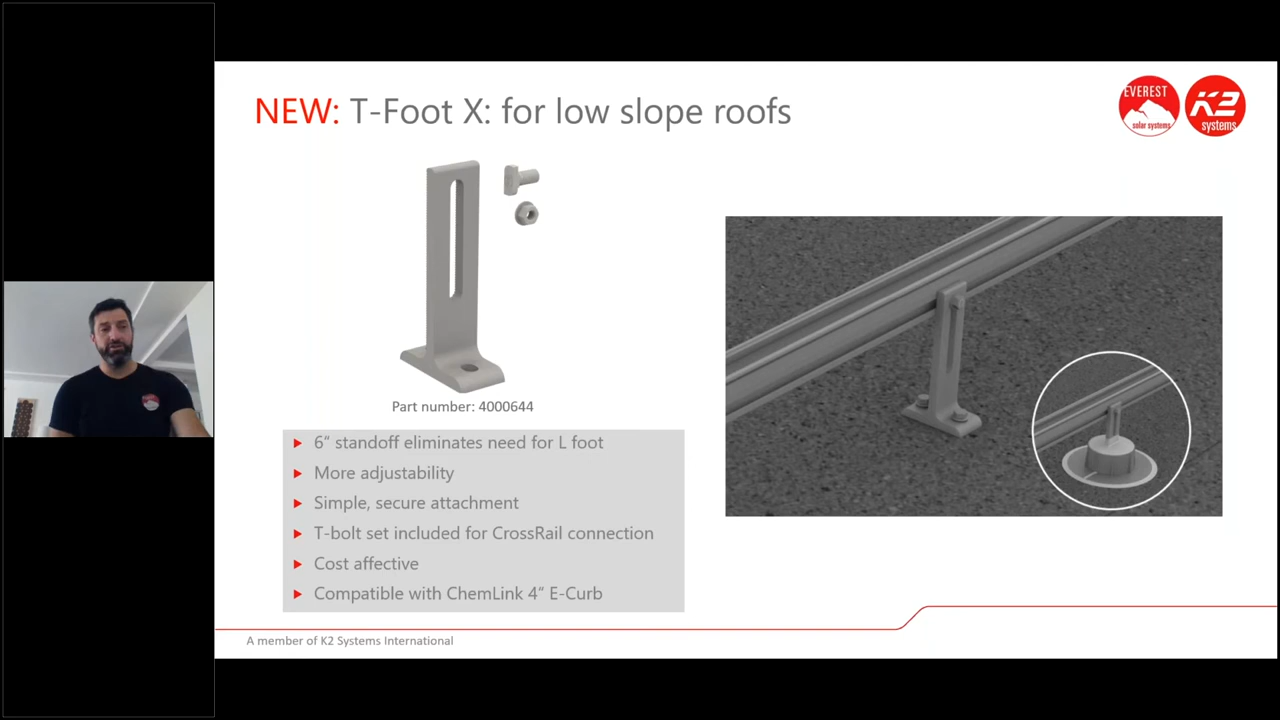 NEW: T-Foot X: for low slope roofs
EVEREST
solar systems
K2
systems
Part number: 4000644
6“ standoff eliminates need for L foot
More adjustability
Simple, secure attachment
T-bolt set included for CrossRail connection
Cost affective
Compatible with ChemLink 4“ E-Curb
A member of K2 Systems International